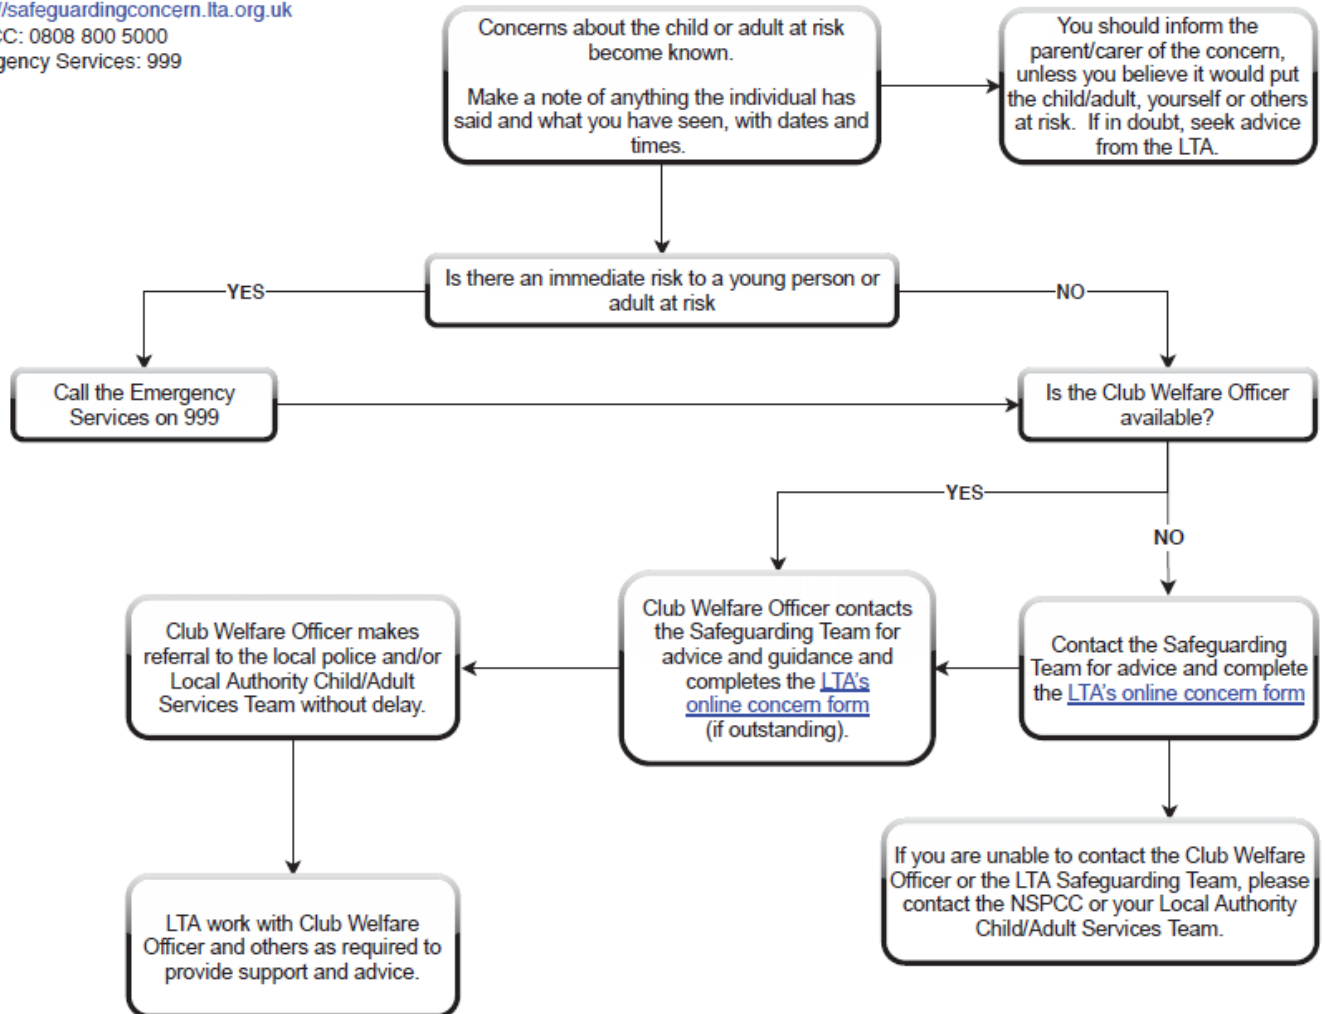 //safeguardingconcern.lta.org.uk
CC: 0808 800 5000
gency Services: 999
Concerns about the child or adult at risk
become known.
Make a note of anything the individual has
said and what you have seen, with dates and
times.
You should inform the
parent/carer of the concern,
unless you believe it would put
the child/adult, yourself or others
at risk. If in doubt, seek advice
from the LTA.
Is there an immediate risk to a young person or
adult at risk
YES
NO
Call the Emergency
Services on 999
Is the Club Welfare Officer
available?
YES
NO
Club Welfare Officer makes
referral to the local police and/or
Local Authority Child/Adult
Services Team without delay.
Club Welfare Officer contacts
the Safeguarding Team for
advice and guidance and
completes the LTA's
online concern form
(if outstanding).
Contact the Safeguarding
Team for advice and complete
the LTA's online concern form
LTA work with Club Welfare
Officer and others as required to
provide support and advice.
If you are unable to contact the Club Welfare
Officer or the LTA Safeguarding Team, please
contact the NSPCC or your Local Authority
Child/Adult Services Team.